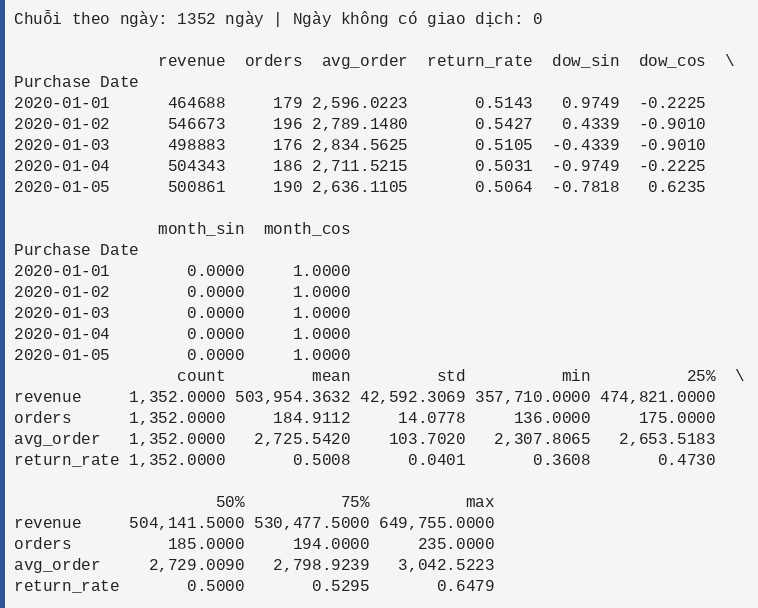 Chuỗi theo ngày: 1352 ngày | Ngày không có giao dịch: 0
revenue orders avg_order return_rate dow_sin dow_cos \
Purchase Date
2020-01-01 464688 179 2,596.0223 0.5143 0.9749 -0.2225
2020-01-02 546673 196 2,789.1480 0.5427 0.4339 -0.9010
2020-01-03 498883 176 2,834.5625 0.5105 -0.4339 -0.9010
2020-01-04 504343 186 2,711.5215 0.5031 -0.9749 -0.2225
2020-01-05 500861 190 2,636.1105 0.5064 -0.7818 0.6235
month_sin month_cos
Purchase Date
2020-01-01 0.0000 1.0000
2020-01-02 0.0000 1.0000
2020-01-03 0.0000 1.0000
2020-01-04 0.0000 1.0000
2020-01-05 0.0000 1.0000
count mean std min 25% \
revenue 1,352.0000 503,954.3632 42,592.3069 357,710.0000 474,821.0000
orders 1,352.0000 184.9112 14.0778 136.0000 175.0000
avg_order 1,352.0000 2,725.5420 103.7020 2,307.8065 2,653.5183
return_rate 1,352.0000 0.5008 0.0401 0.3608 0.4730
50% 75% max
revenue 504,141.5000 530,477.5000 649,755.0000
orders 185.0000 194.0000 235.0000
avg_order 2,729.0090 2,798.9239 3,042.5223
return_rate 0.5000 0.5295 0.6479